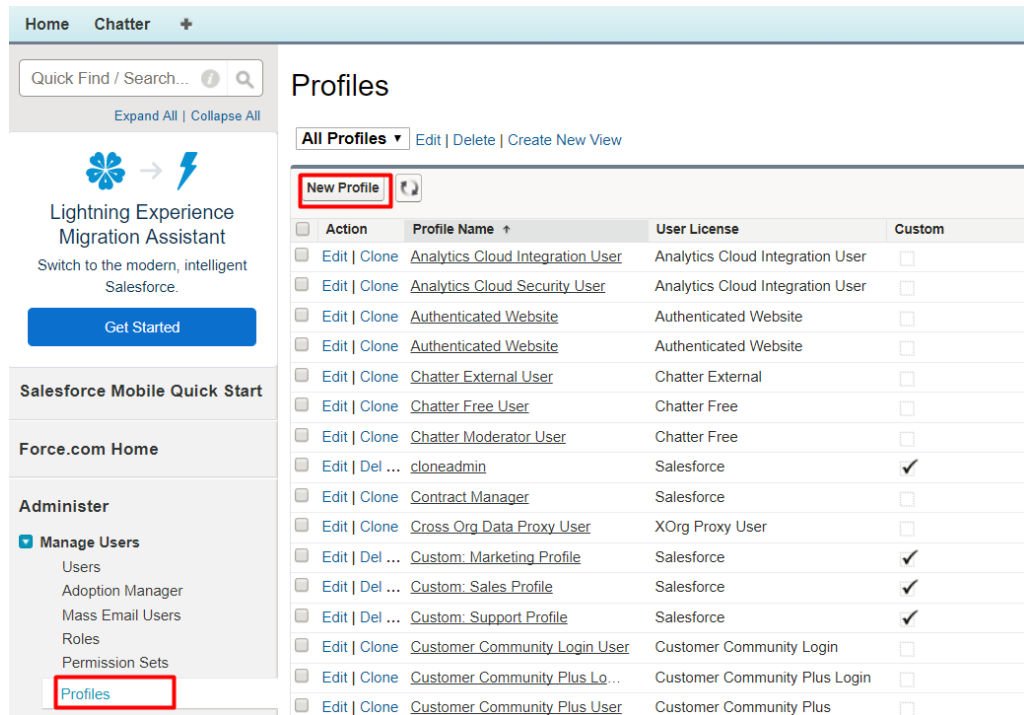 Home Chatter +
Quick Find / Search... i
Expand All | Collapse All
Lightning Experience
Migration Assistant
Switch to the modern, intelligent
Salesforce.
Get Started
Salesforce Mobile Quick Start
Force.com Home
Administer
Manage Users
Users
Adoption Manager
Mass Email Users
Roles
Permission Sets
Profiles
Profiles
All Profiles ▼ Edit | Delete | Create New View
New Profile
Action Profile Name ↑ User License Custom
Edit | Clone Analytics Cloud Integration User Analytics Cloud Integration User
Edit | Clone Analytics Cloud Security User Analytics Cloud Integration User
Edit | Clone Authenticated Website Authenticated Website
Edit | Clone Authenticated Website Authenticated Website
Edit | Clone Chatter External User Chatter External
Edit | Clone Chatter Free User Chatter Free
Edit | Clone Chatter Moderator User Chatter Free
Edit | Del ... cloneadmin Salesforce ✓
Edit | Clone Contract Manager Salesforce
Edit | Clone Cross Org Data Proxy User XOrg Proxy User
Edit | Del ... Custom: Marketing Profile Salesforce ✓
Edit | Del ... Custom: Sales Profile Salesforce ✓
Edit | Del ... Custom: Support Profile Salesforce ✓
Edit | Clone Customer Community Login User Customer Community Login
Edit | Clone Customer Community Plus Lo... Customer Community Plus Login
Edit | Clone Customer Community Plus User Customer Community Plus